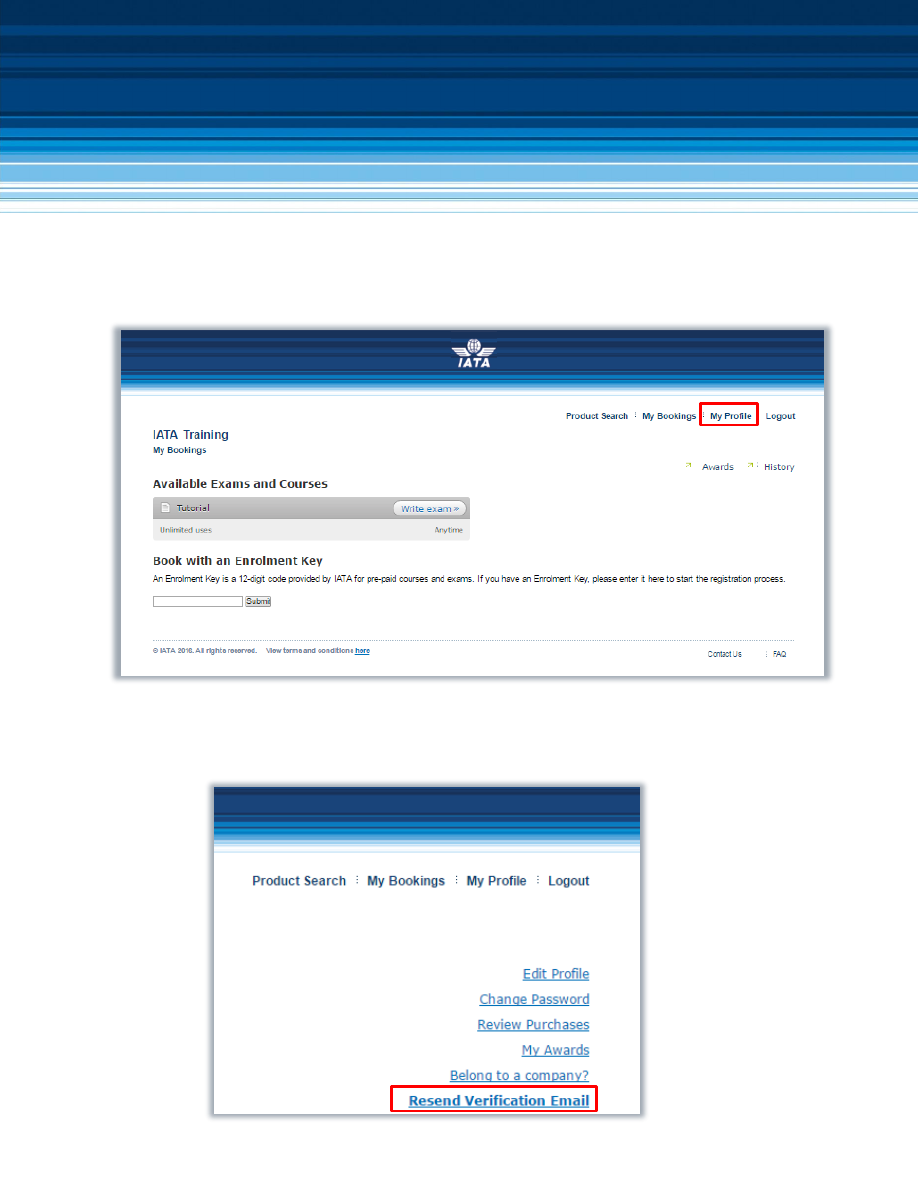 IATA
Product Search ⋮ My Bookings ⋮ My Profile Logout
IATA Training
My Bookings
Awards ⋮ History
Available Exams and Courses
Tutorial Write exam »
Unlimited uses Anytime
Book with an Enrolment Key
An Enrolment Key is a 12-digit code provided by IATA for pre-paid courses and exams. If you have an Enrolment Key, please enter it here to start the registration process.
Submit
© IATA 2016. All rights reserved. View terms and conditions here
Contact Us ⋮ FAQ
Product Search ⋮ My Bookings ⋮ My Profile ⋮ Logout
Edit Profile
Change Password
Review Purchases
My Awards
Belong to a company?
Resend Verification Email